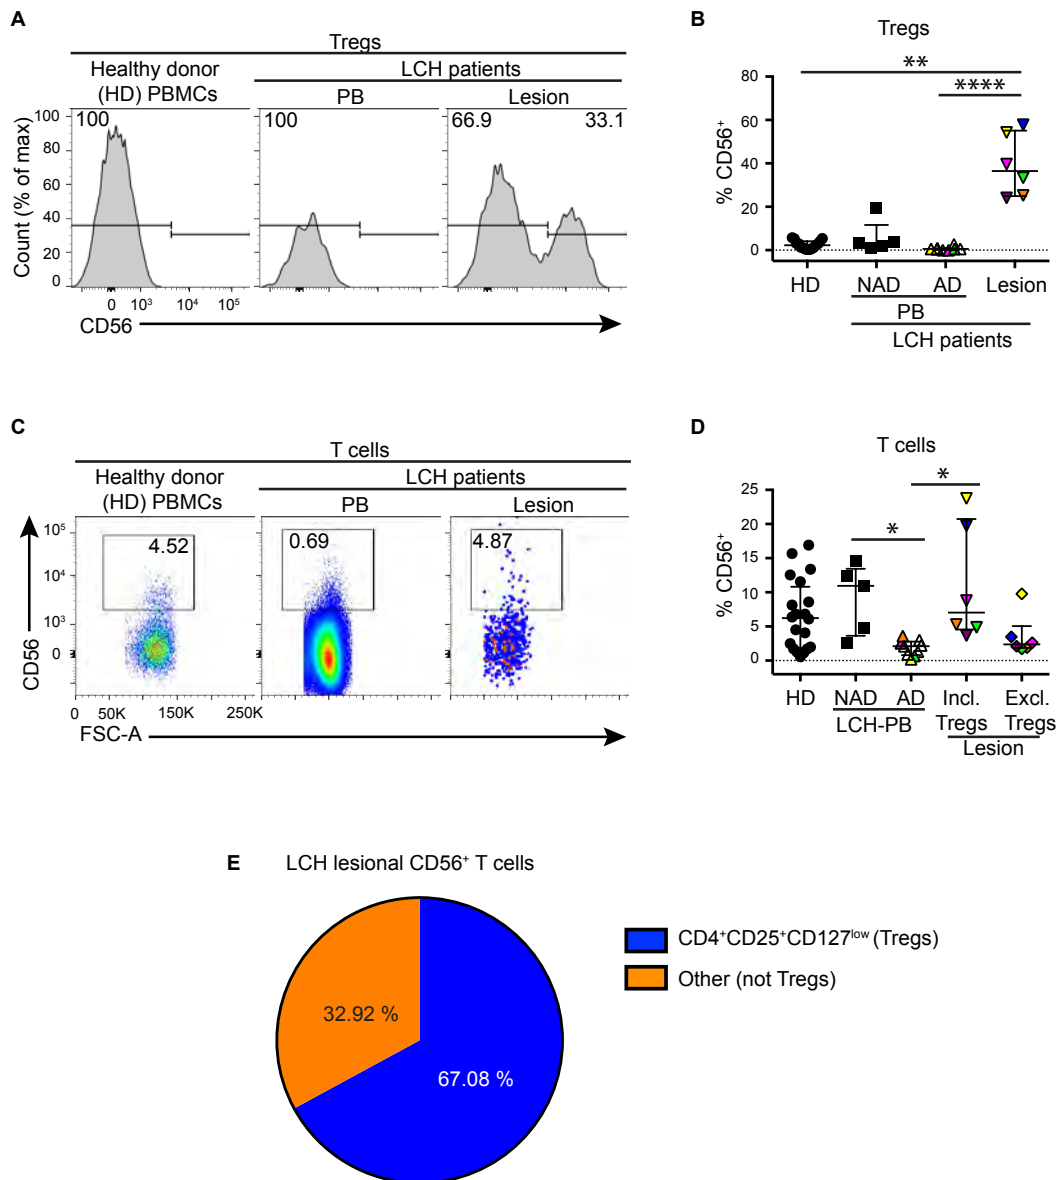 A
Tregs
Healthy donor
(HD) PBMCs
LCH patients
PB
Lesion
100
100
66.9
33.1
Count (% of max)
100
80
60
40
20
0
0
10³
10⁴
10⁵
CD56
B
Tregs
**
****
% CD56⁺
80
60
40
20
0
HD
NAD
AD
Lesion
PB
LCH patients
C
T cells
Healthy donor
(HD) PBMCs
LCH patients
PB
Lesion
4.52
0.69
4.87
CD56
10⁵
10⁴
10³
0
0
50K
150K
250K
FSC-A
D
T cells
*
*
% CD56⁺
25
20
15
10
5
0
HD
NAD
AD
Incl.
Tregs
Excl.
Tregs
LCH-PB
Lesion
E
LCH lesional CD56⁺ T cells
32.92 %
67.08 %
CD4⁺CD25⁺CD127ˡᵒʷ (Tregs)
Other (not Tregs)